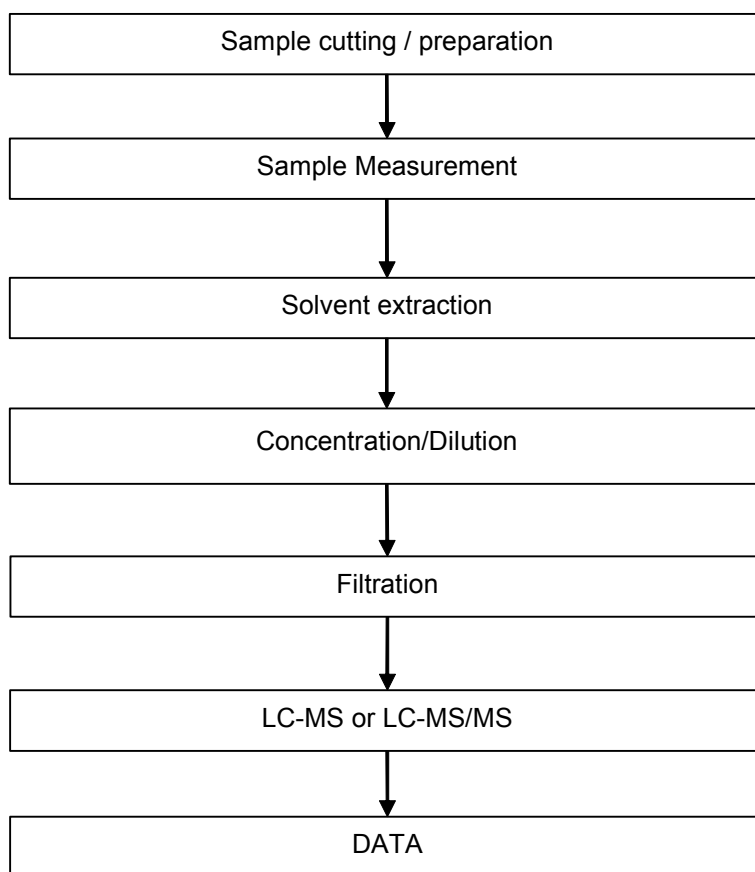 Sample cutting / preparation
Sample Measurement
Solvent extraction
Concentration/Dilution
Filtration
LC-MS or LC-MS/MS
DATA